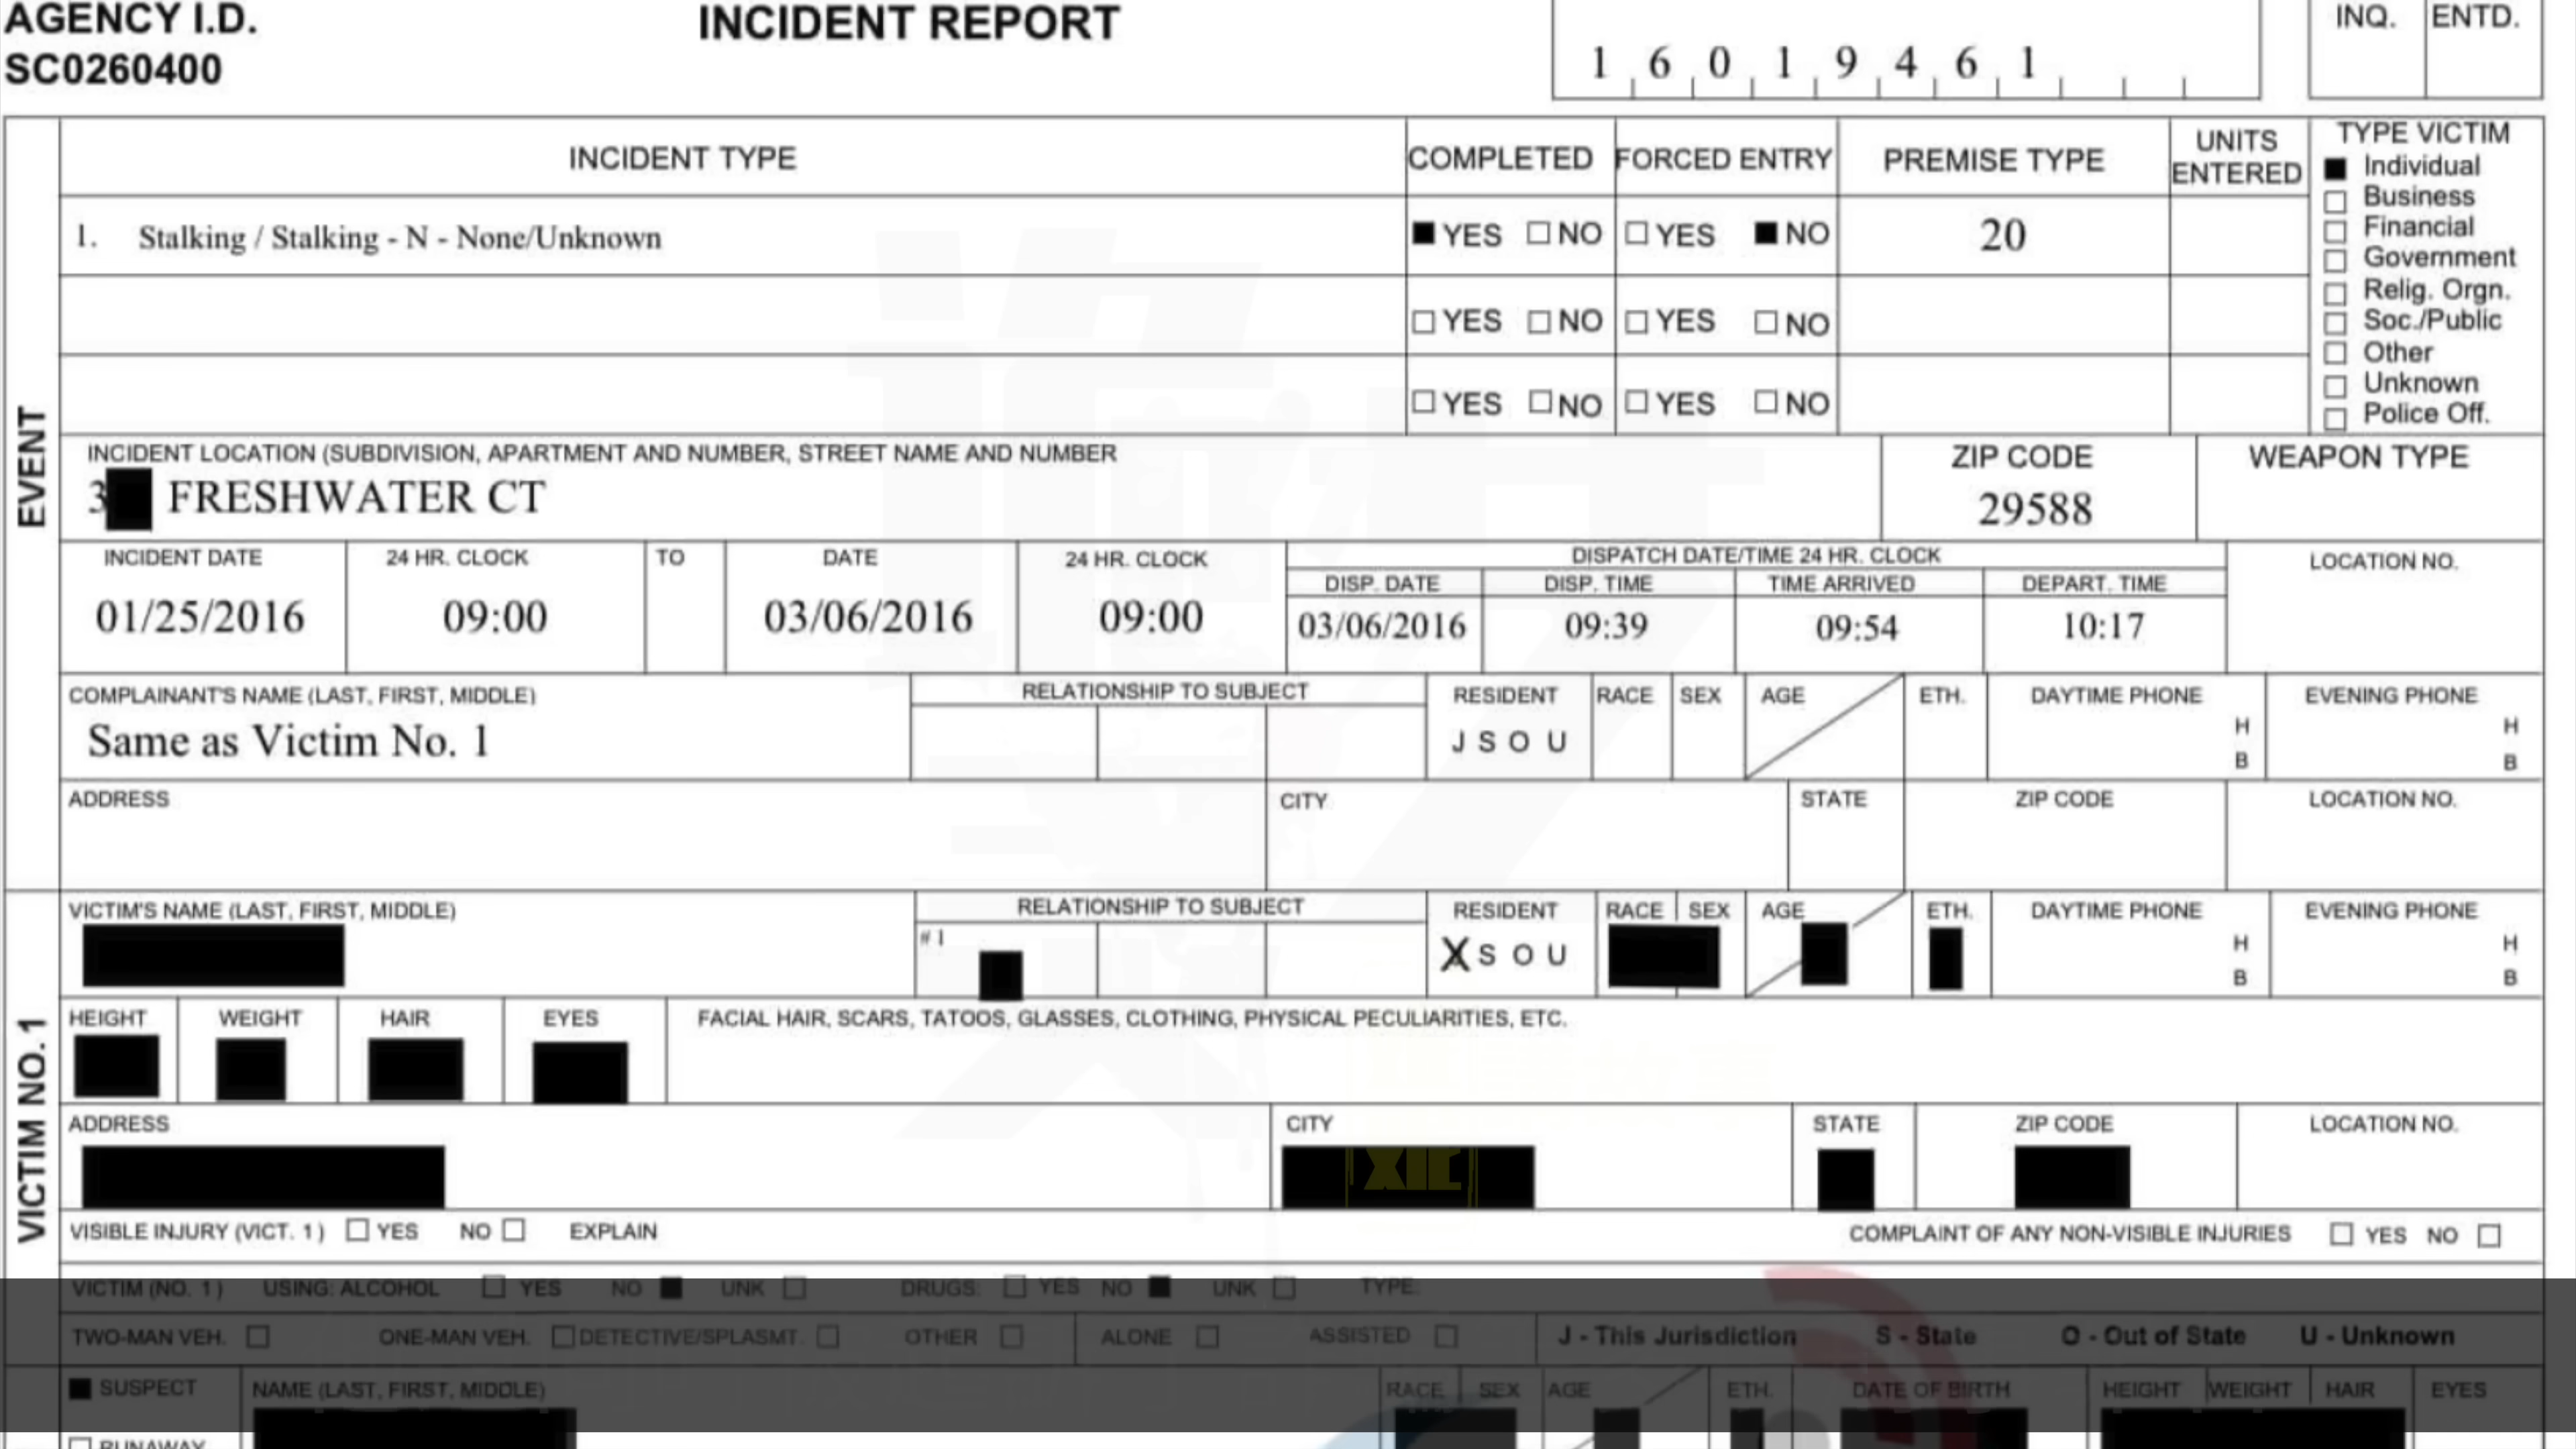 AGENCY I.D. INCIDENT REPORT INQ. ENTD.
SC0260400 1 6 0 1 9 4 6 1
INCIDENT TYPE COMPLETED FORCED ENTRY PREMISE TYPE UNITS ENTERED TYPE VICTIM
Individual
Business
1. Stalking / Stalking - N - None/Unknown YES NO YES NO 20
Financial
Government
Relig. Orgn.
YES NO YES NO
Soc./Public
Other
Unknown
YES NO YES NO
Police Off.
EVENT
INCIDENT LOCATION (SUBDIVISION, APARTMENT AND NUMBER, STREET NAME AND NUMBER ZIP CODE WEAPON TYPE
3 FRESHWATER CT 29588
INCIDENT DATE 24 HR. CLOCK TO DATE 24 HR. CLOCK DISPATCH DATE/TIME 24 HR. CLOCK LOCATION NO.
DISP. DATE DISP. TIME TIME ARRIVED DEPART. TIME
01/25/2016 09:00 03/06/2016 09:00 03/06/2016 09:39 09:54 10:17
COMPLAINANT'S NAME (LAST, FIRST, MIDDLE) RELATIONSHIP TO SUBJECT RESIDENT RACE SEX AGE ETH. DAYTIME PHONE EVENING PHONE
Same as Victim No. 1 J S O U H H
B B
ADDRESS CITY STATE ZIP CODE LOCATION NO.
VICTIM NO. 1
VICTIM'S NAME (LAST, FIRST, MIDDLE) RELATIONSHIP TO SUBJECT RESIDENT RACE SEX AGE ETH. DAYTIME PHONE EVENING PHONE
#1 X S O U H H
B B
HEIGHT WEIGHT HAIR EYES FACIAL HAIR, SCARS, TATOOS, GLASSES, CLOTHING, PHYSICAL PECULIARITIES, ETC.
ADDRESS CITY STATE ZIP CODE LOCATION NO.
VISIBLE INJURY (VICT. 1) YES NO EXPLAIN COMPLAINT OF ANY NON-VISIBLE INJURIES YES NO
VICTIM (NO. 1) USING: ALCOHOL YES NO UNK DRUGS: YES NO UNK TYPE:
TWO-MAN VEH. ONE-MAN VEH. DETECTIVE/SPLASMT. OTHER ALONE ASSISTED J - This Jurisdiction S - State O - Out of State U - Unknown
SUSPECT NAME (LAST, FIRST, MIDDLE) RACE SEX AGE ETH. DATE OF BIRTH HEIGHT WEIGHT HAIR EYES
RUNAWAY